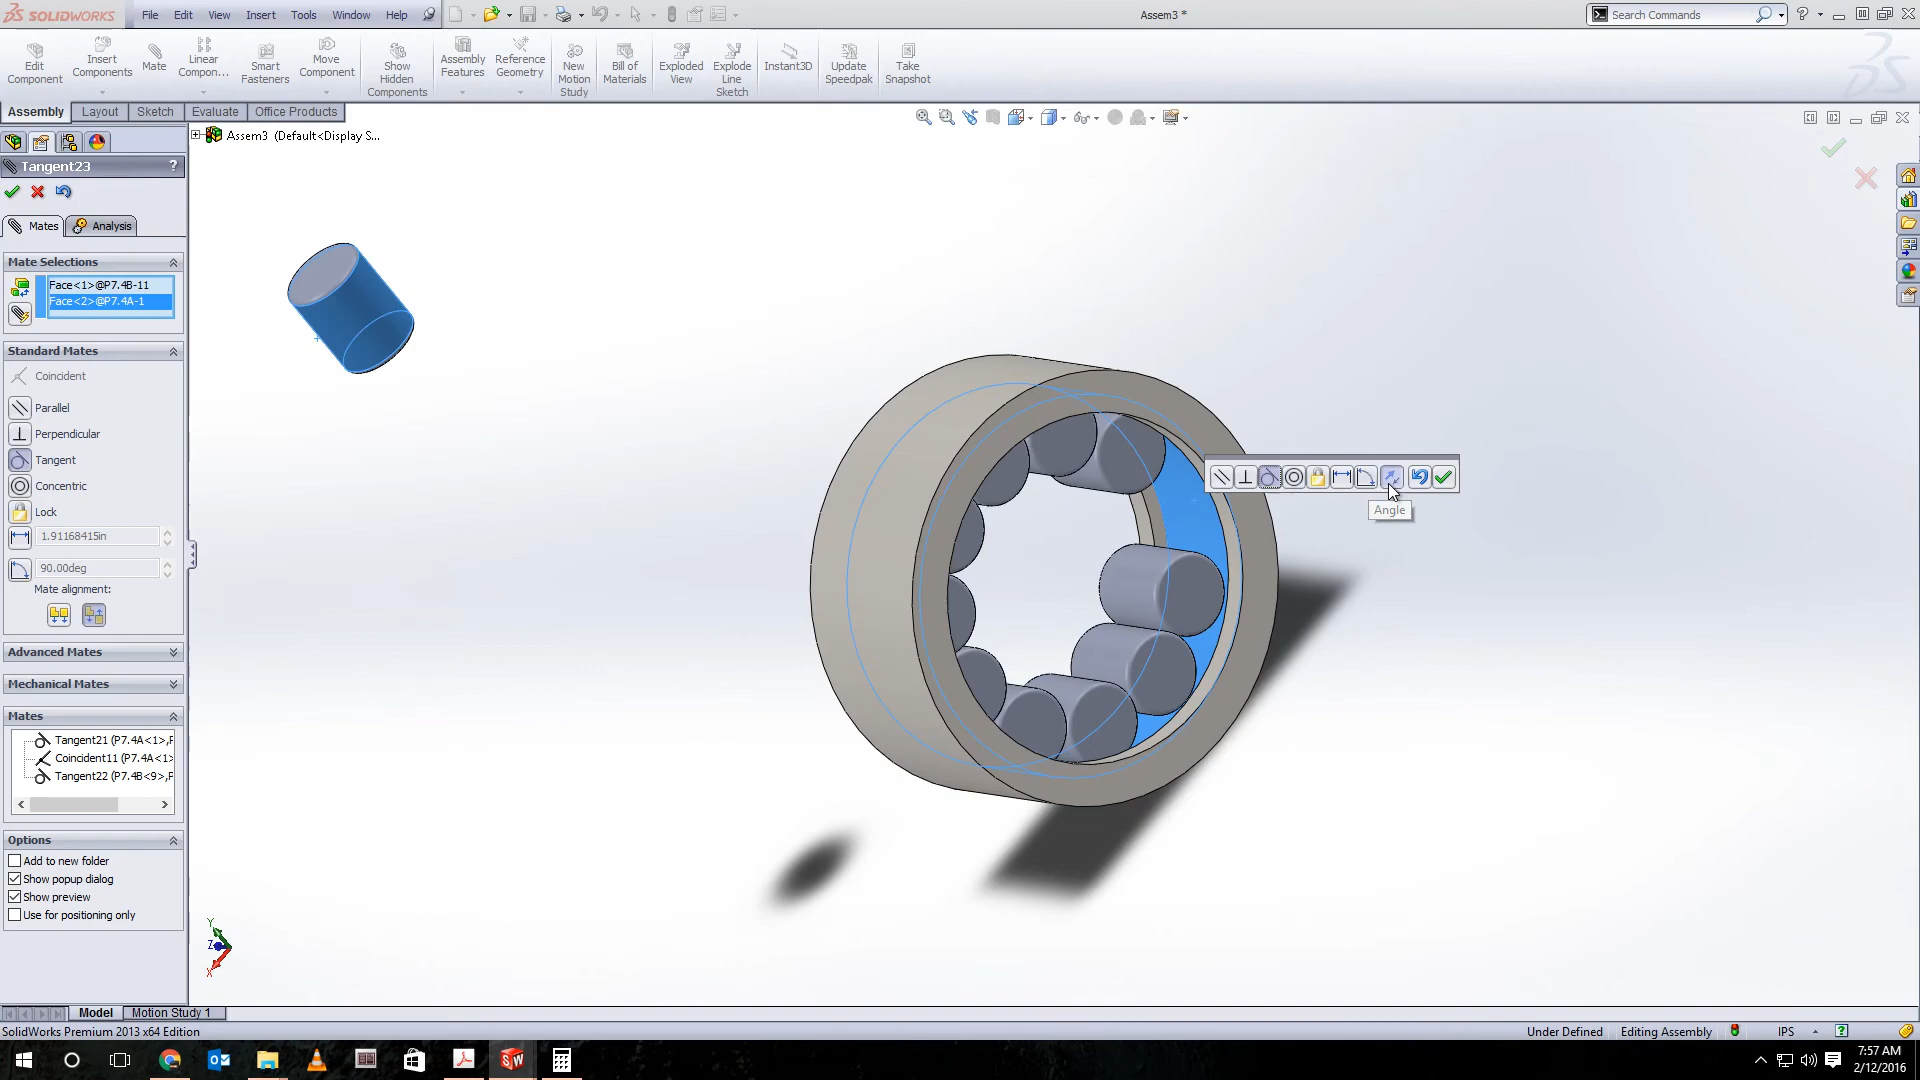 SOLIDWORKS File Edit View Insert Tools Window Help Assem3 * Search Commands
Edit Component
Insert Components
Mate
Linear Compon...
Smart Fasteners
Move Component
Show Hidden Components
Assembly Features
Reference Geometry
New Motion Study
Bill of Materials
Exploded View
Explode Line Sketch
Instant3D
Update Speedpak
Take Snapshot
Assembly Layout Sketch Evaluate Office Products
Assem3 (Default<Display S...
Tangent23 ?
Mates Analysis
Mate Selections
Face<1>@P7.4B-11
Face<2>@P7.4A-1
Standard Mates
Coincident
Parallel
Perpendicular
Tangent
Concentric
Lock
1.91168415in
90.00deg
Mate alignment:
Advanced Mates
Mechanical Mates
Mates
Tangent21 (P7.4A<1>,F
Coincident11 (P7.4A<1>
Tangent22 (P7.4B<9>,F
Options
Add to new folder
Show popup dialog
Show preview
Use for positioning only
Angle
Y
Z
X
Model Motion Study 1
SolidWorks Premium 2013 x64 Edition Under Defined Editing Assembly IPS
7:57 AM
2/12/2016